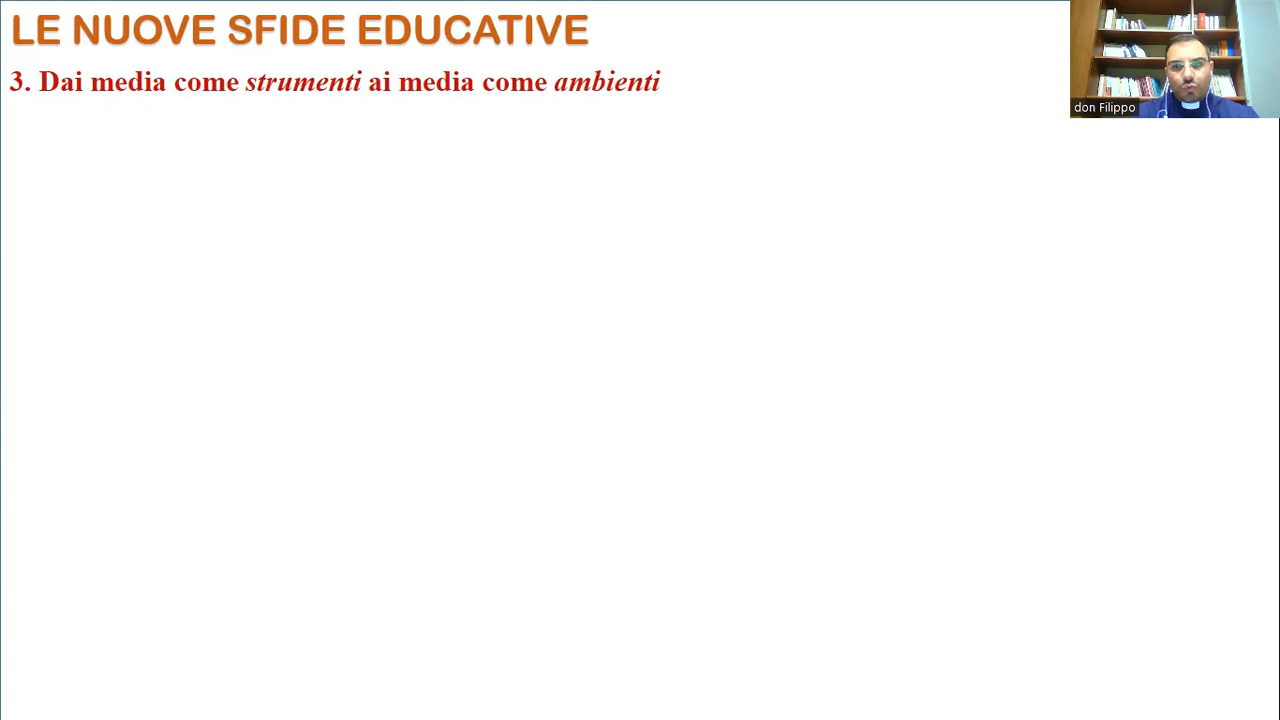 LE NUOVE SFIDE EDUCATIVE
3. Dai media come strumenti ai media come ambienti
don Filippo